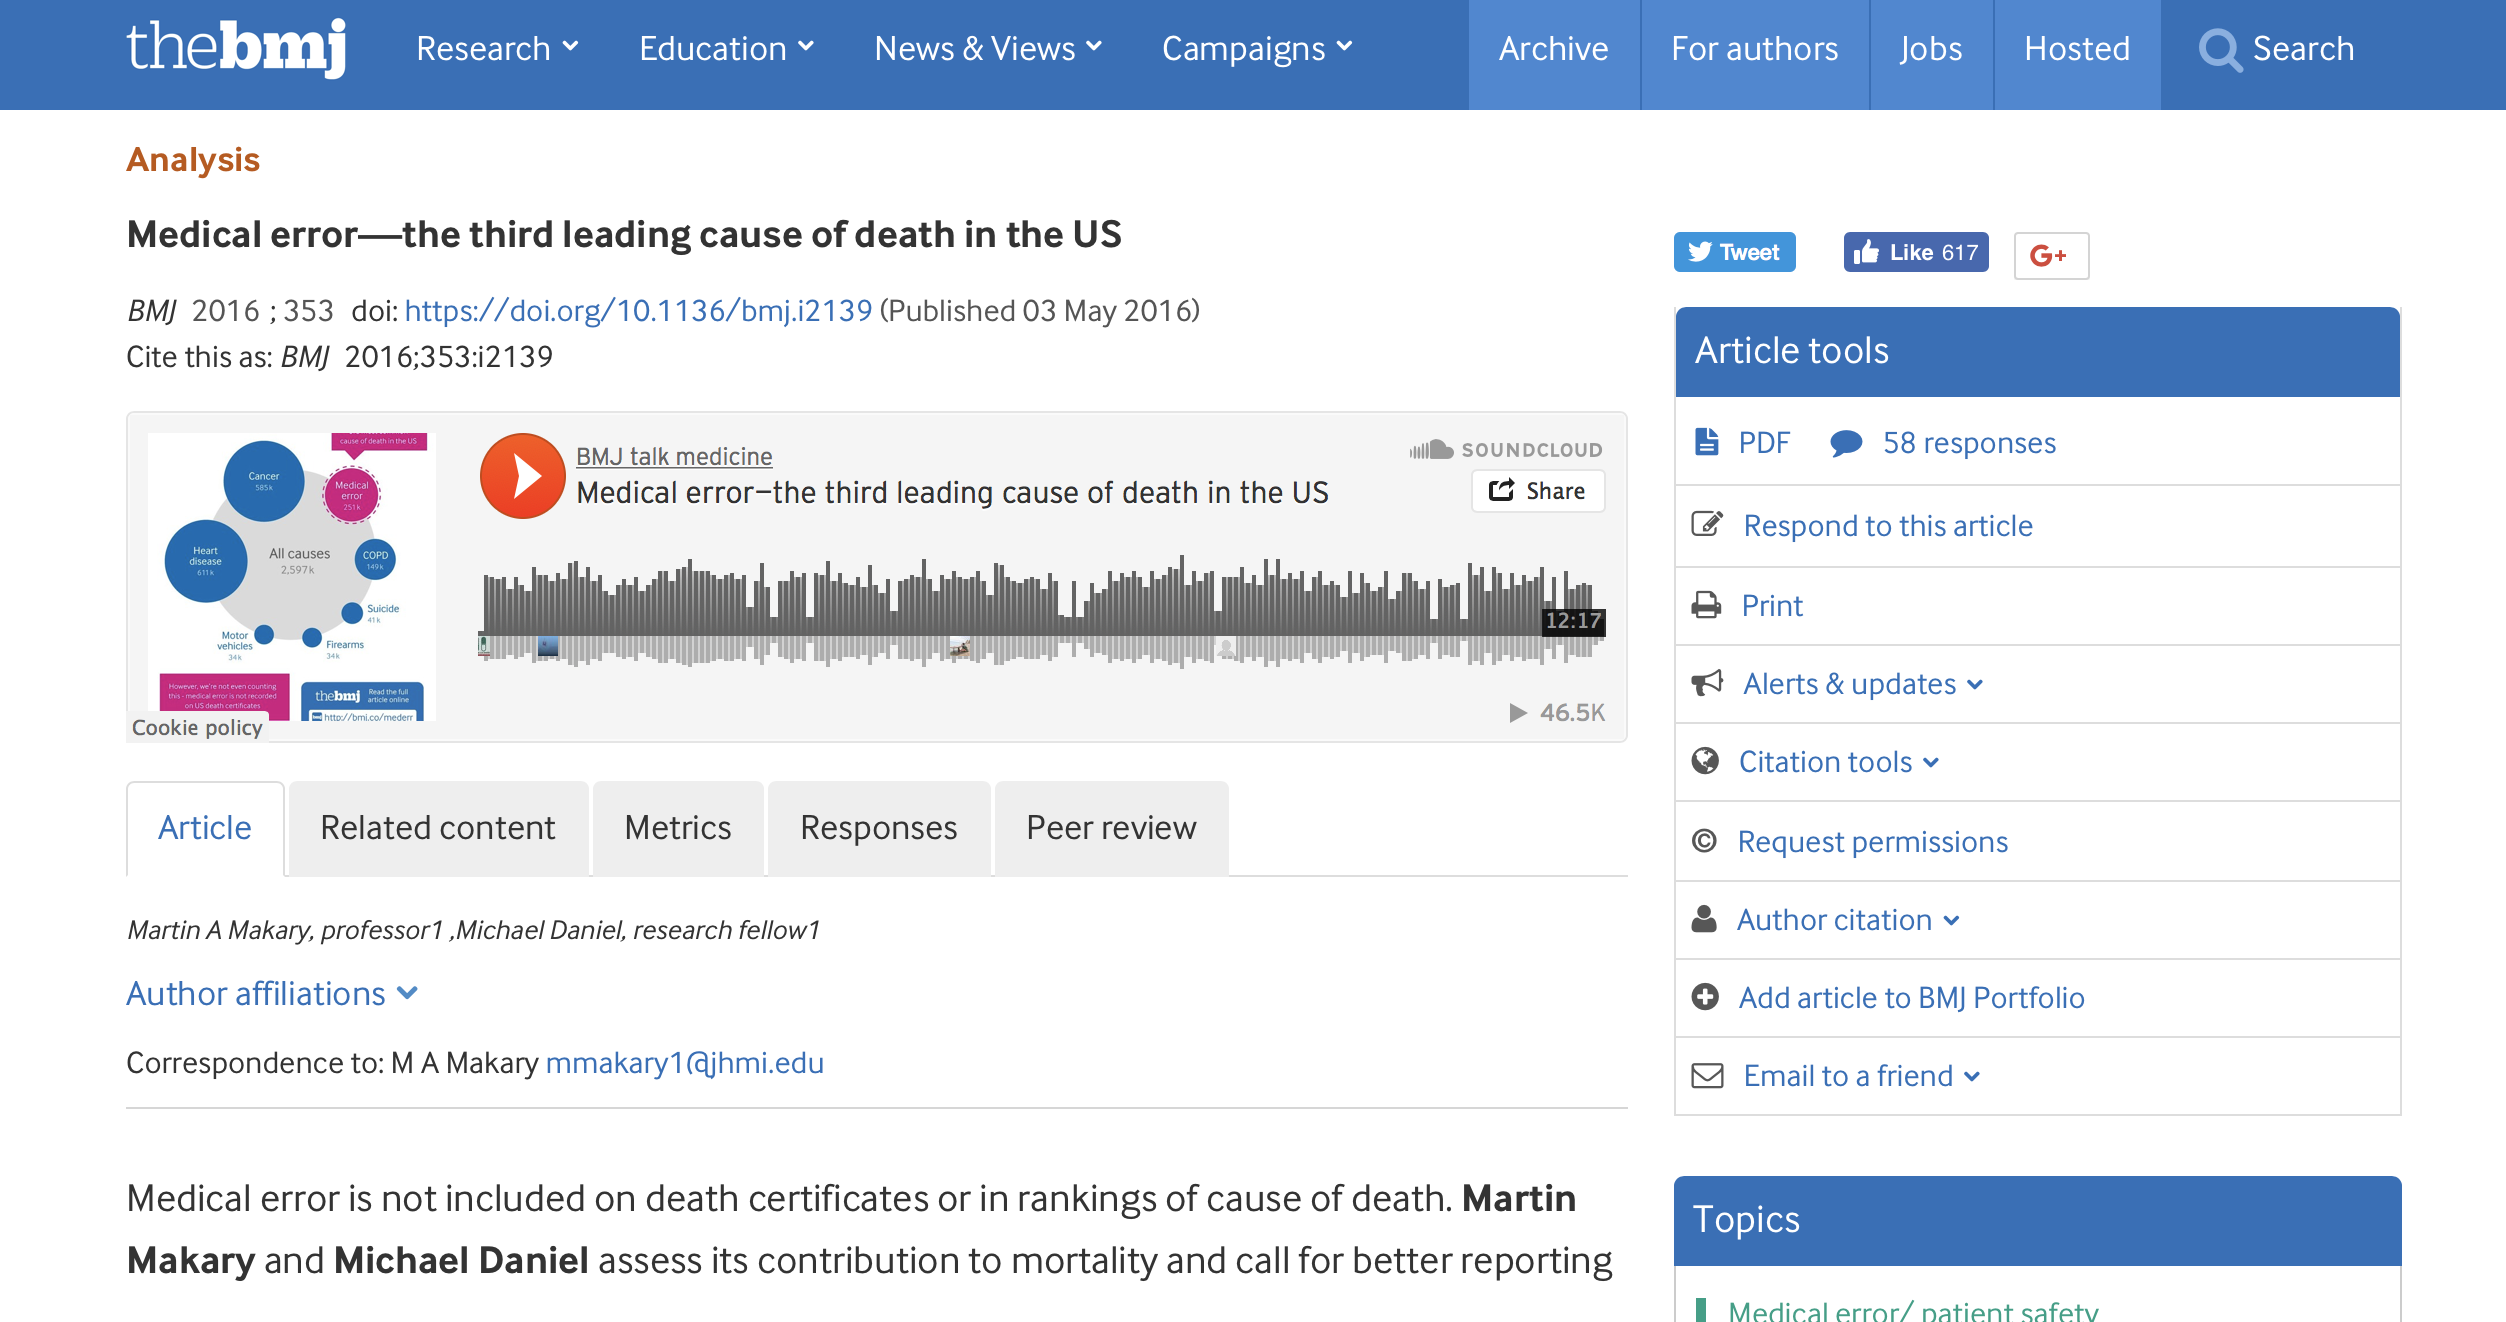 thebmj
Research
Education
News & Views
Campaigns
Archive
For authors
Jobs
Hosted
Search
Analysis
Medical error—the third leading cause of death in the US
BMJ 2016 ; 353 doi: https://doi.org/10.1136/bmj.i2139 (Published 03 May 2016)
Cite this as: BMJ 2016;353:i2139
cause of death in the US
Cancer
585k
Medical
error
251k
Heart
disease
611k
All causes
2,597k
COPD
149k
Suicide
41k
Motor
vehicles
34k
Firearms
34k
However, we're not even counting
this - medical error is not recorded
on US death certificates
thebmj
Read the full
article online
http://bmj.co/mederr
Cookie policy
BMJ talk medicine
Medical error–the third leading cause of death in the US
SOUNDCLOUD
Share
12:17
46.5K
Article
Related content
Metrics
Responses
Peer review
Martin A Makary, professor1 ,Michael Daniel, research fellow1
Author affiliations
Correspondence to: M A Makary mmakary1@jhmi.edu
Medical error is not included on death certificates or in rankings of cause of death. Martin
Makary and Michael Daniel assess its contribution to mortality and call for better reporting
Tweet
Like 617
G+
Article tools
PDF
58 responses
Respond to this article
Print
Alerts & updates
Citation tools
© Request permissions
Author citation
Add article to BMJ Portfolio
Email to a friend
Topics
Medical error/ patient safety